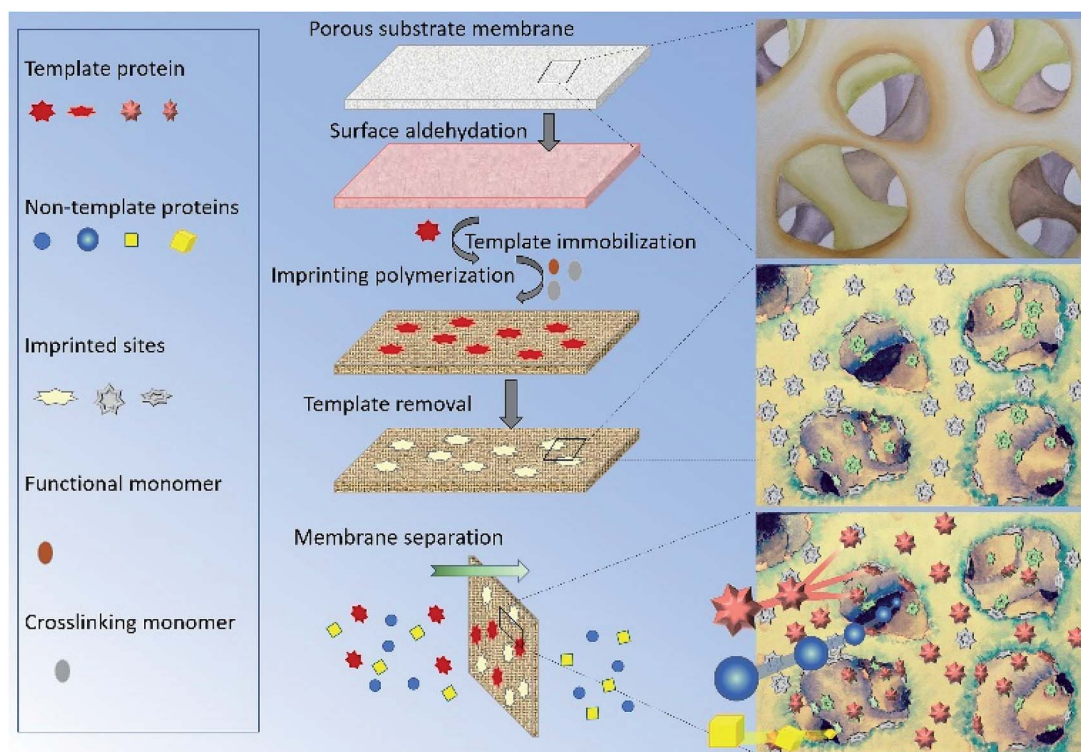 Template protein
Non-template proteins
Imprinted sites
Functional monomer
Crosslinking monomer
Porous substrate membrane
Surface aldehydation
Template immobilization
Imprinting polymerization
Template removal
Membrane separation